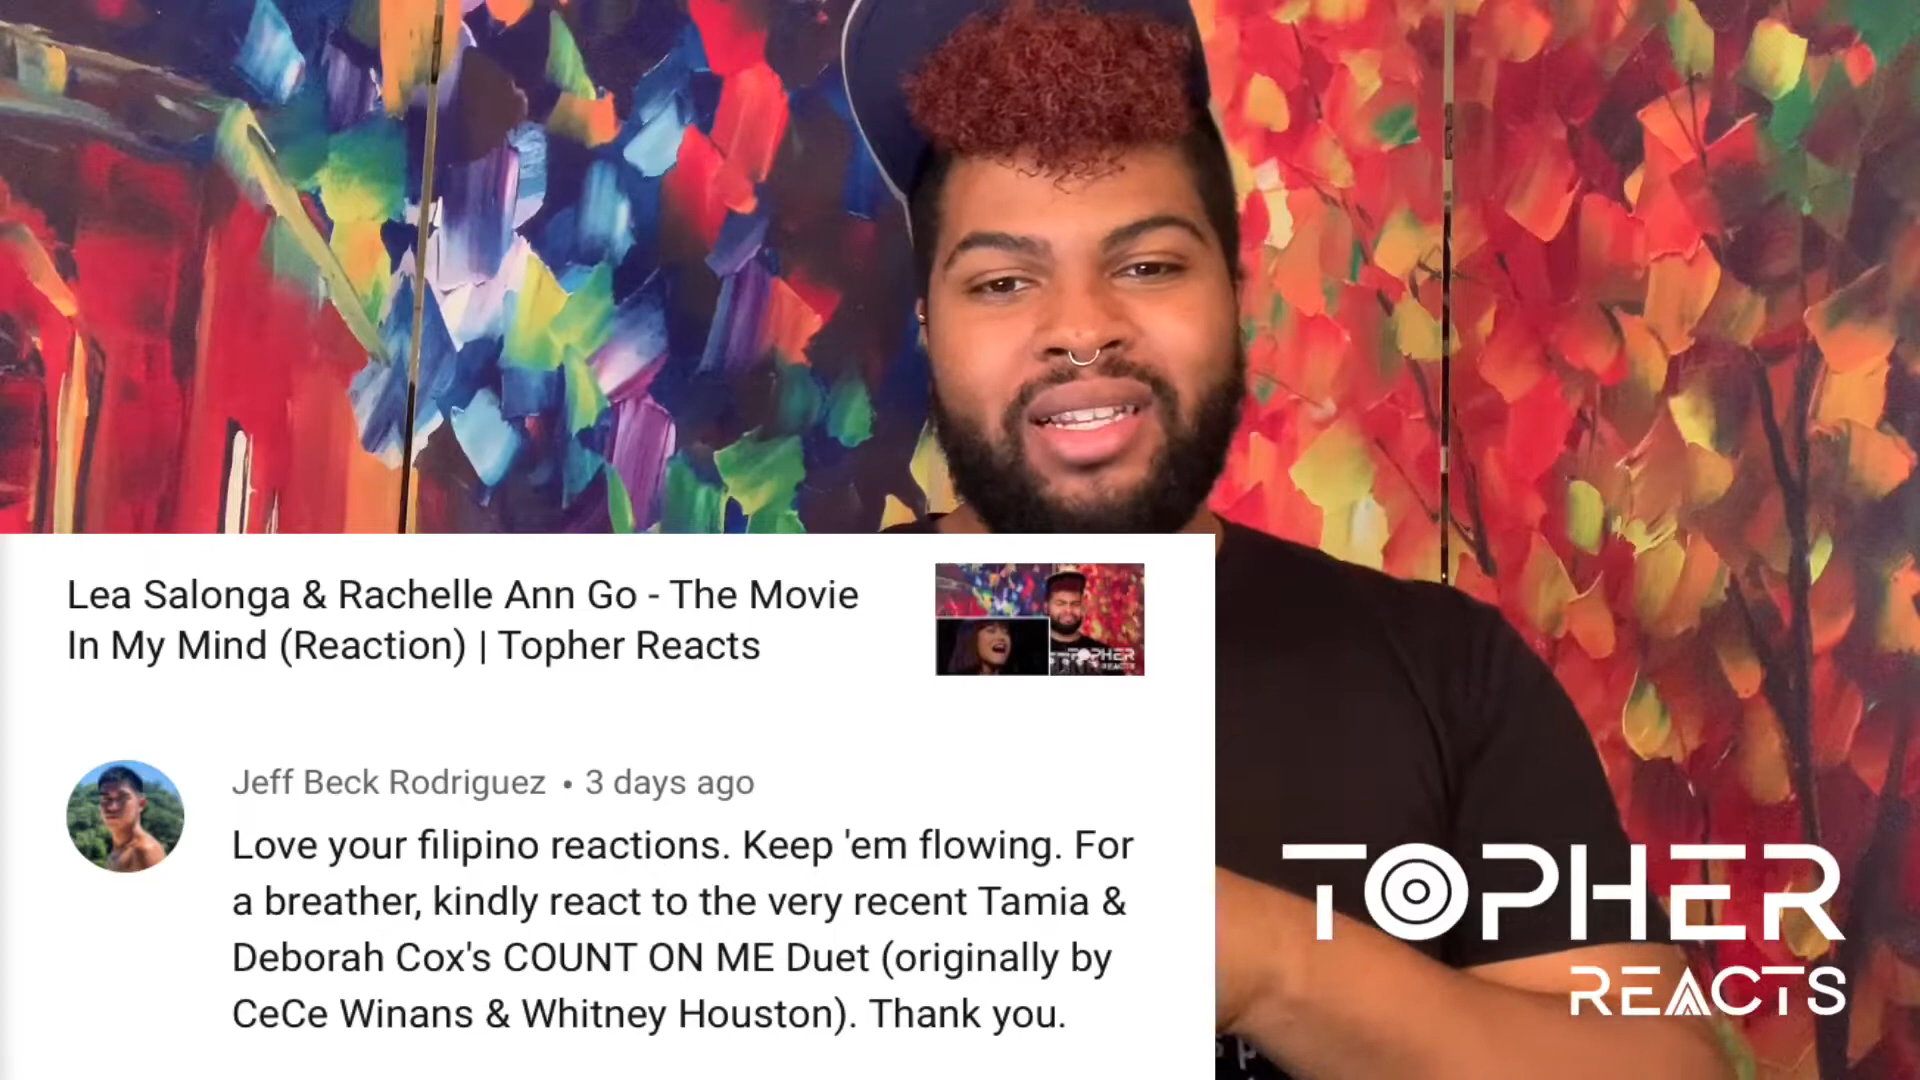 Lea Salonga & Rachelle Ann Go - The Movie
In My Mind (Reaction) | Topher Reacts
TOPHER
REACTS
Jeff Beck Rodriguez • 3 days ago
Love your filipino reactions. Keep 'em flowing. For
a breather, kindly react to the very recent Tamia &
Deborah Cox's COUNT ON ME Duet (originally by
CeCe Winans & Whitney Houston). Thank you.
TOPHER
REACTS